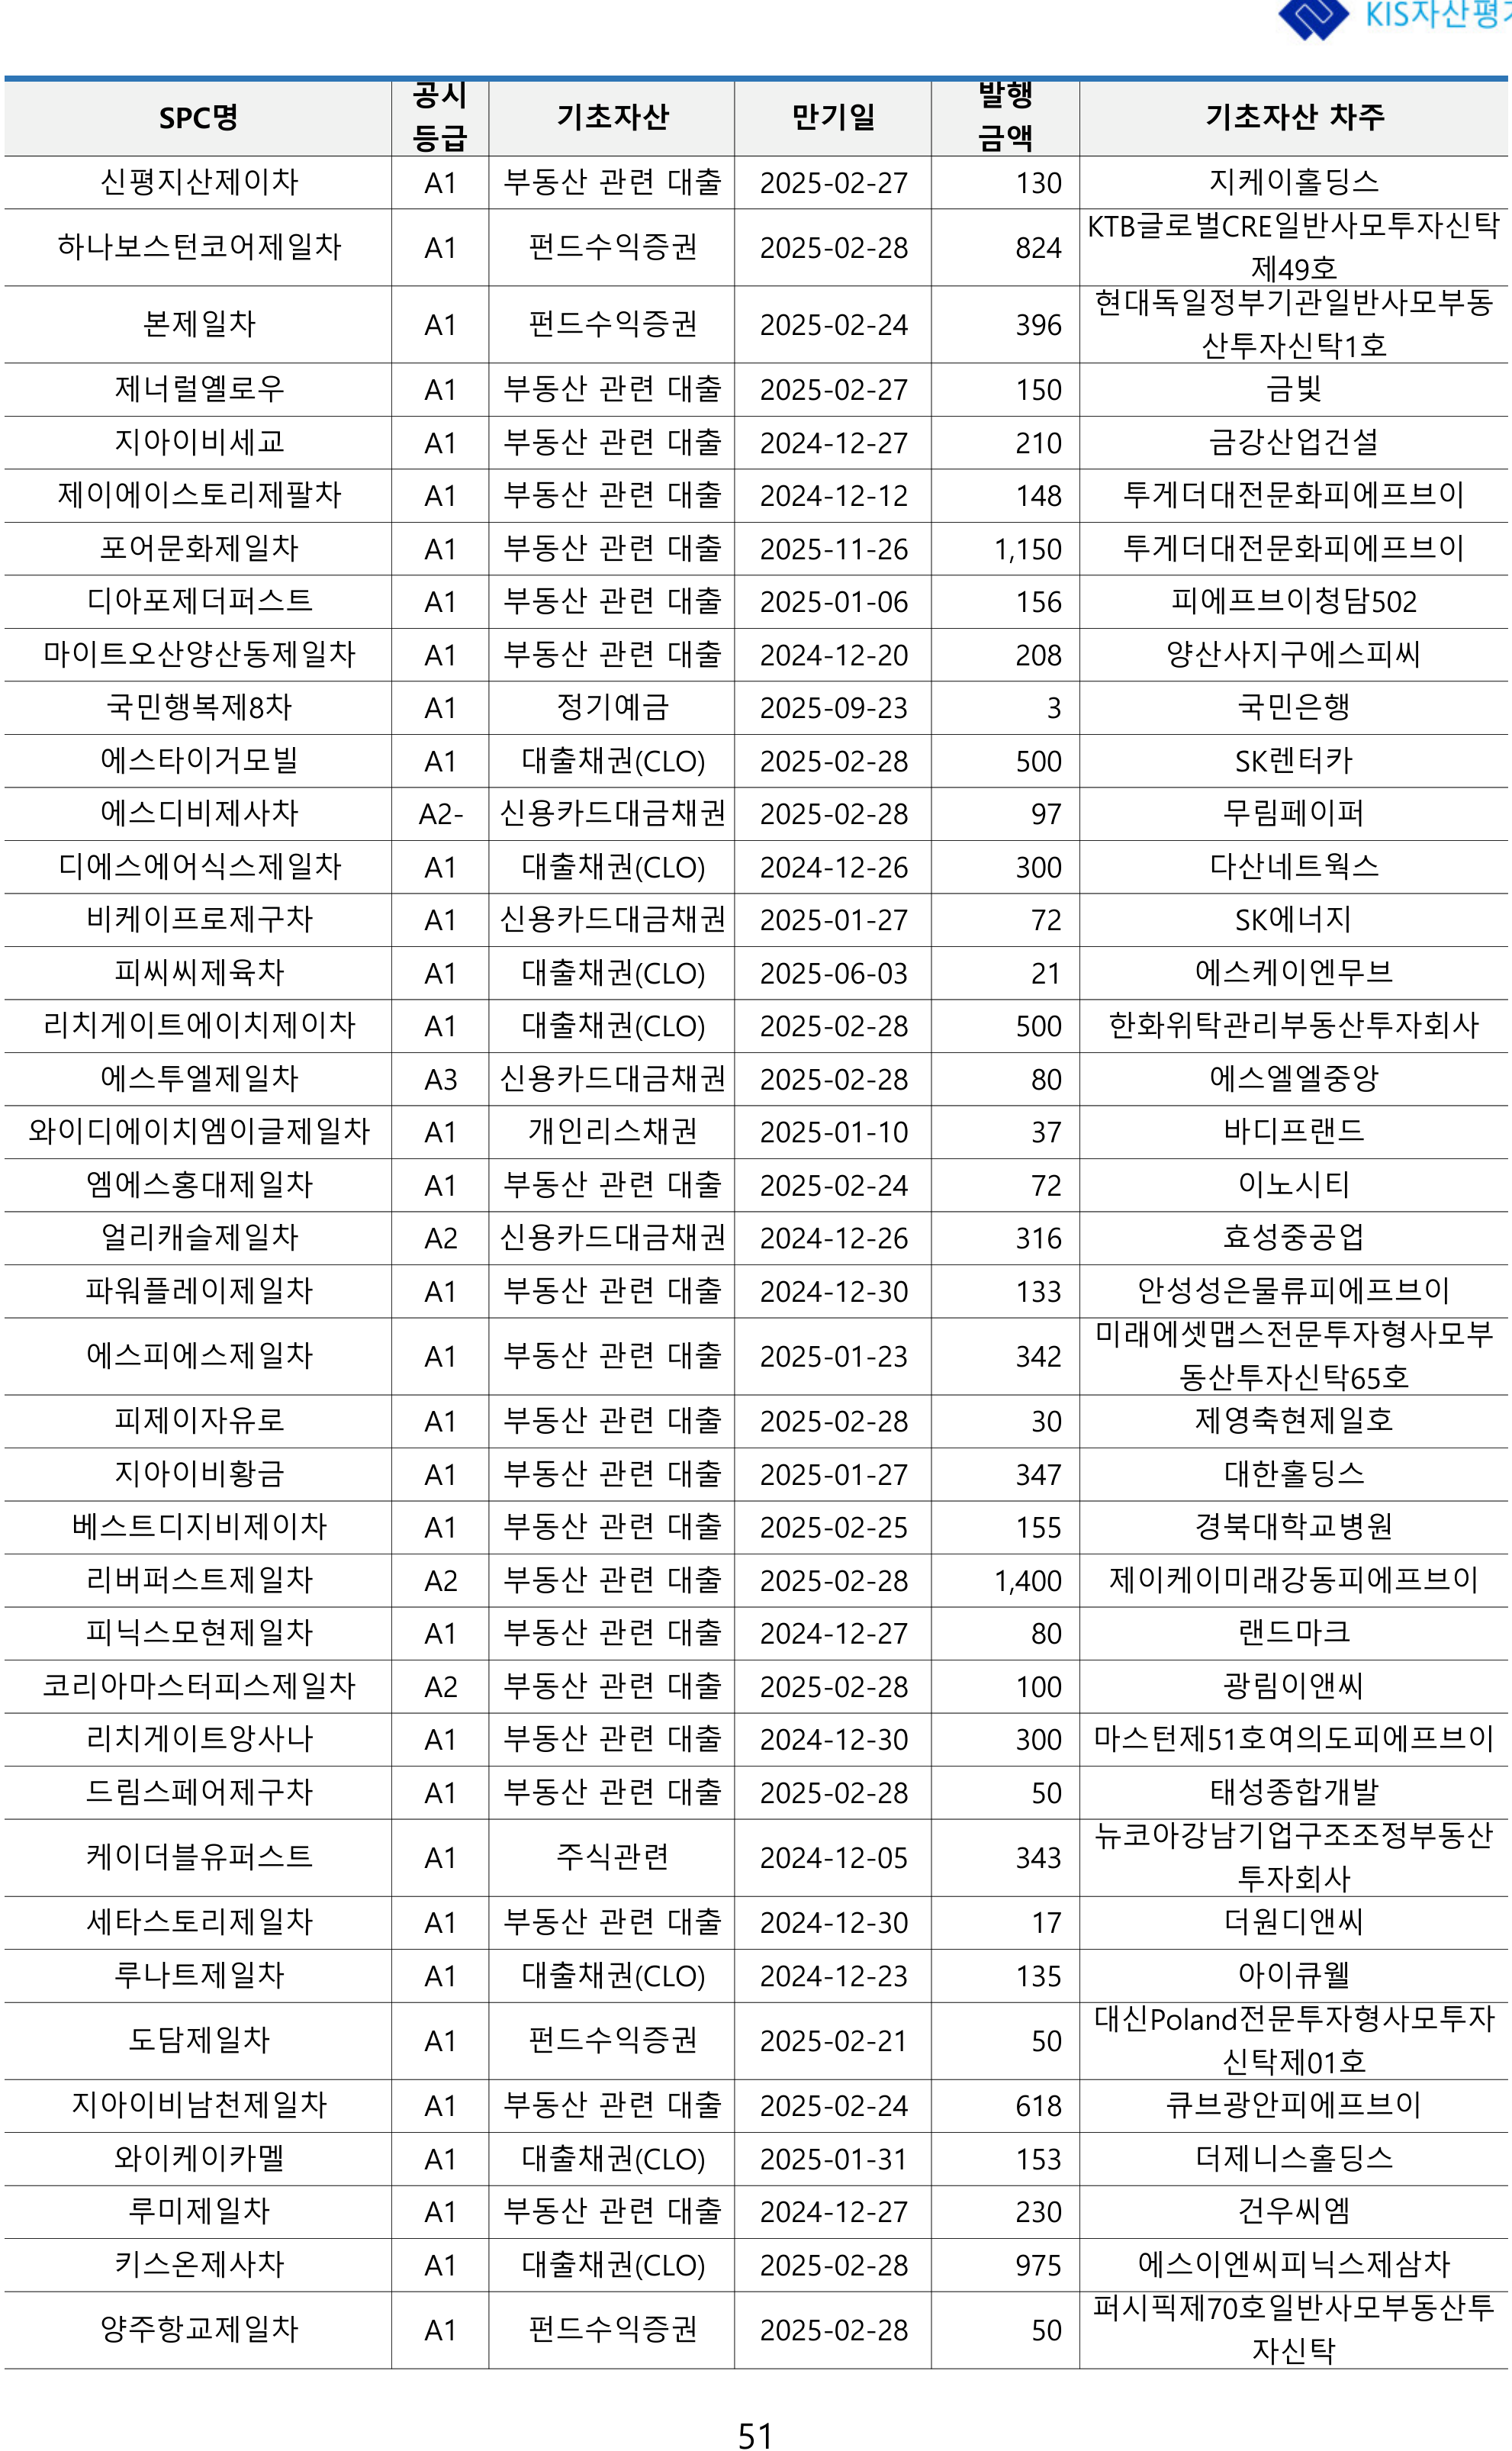 KIS자산평가
SPC명 공시등급 기초자산 만기일 발행금액 기초자산 차주
신평지산제이차 A1 부동산 관련 대출 2025-02-27 130 지케이홀딩스
하나보스턴코어제일차 A1 펀드수익증권 2025-02-28 824 KTB글로벌CRE일반사모투자신탁제49호
본제일차 A1 펀드수익증권 2025-02-24 396 현대독일정부기관일반사모부동산투자신탁1호
제너럴옐로우 A1 부동산 관련 대출 2025-02-27 150 금빛
지아이비세교 A1 부동산 관련 대출 2024-12-27 210 금강산업건설
제이에이스토리제팔차 A1 부동산 관련 대출 2024-12-12 148 투게더대전문화피에프브이
포어문화제일차 A1 부동산 관련 대출 2025-11-26 1,150 투게더대전문화피에프브이
디아포제더퍼스트 A1 부동산 관련 대출 2025-01-06 156 피에프브이청담502
마이트오산양산동제일차 A1 부동산 관련 대출 2024-12-20 208 양산사지구에스피씨
국민행복제8차 A1 정기예금 2025-09-23 3 국민은행
에스타이거모빌 A1 대출채권(CLO) 2025-02-28 500 SK렌터카
에스디비제사차 A2- 신용카드대금채권 2025-02-28 97 무림페이퍼
디에스에어식스제일차 A1 대출채권(CLO) 2024-12-26 300 다산네트웍스
비케이프로제구차 A1 신용카드대금채권 2025-01-27 72 SK에너지
피씨씨제육차 A1 대출채권(CLO) 2025-06-03 21 에스케이엔무브
리치게이트에이치제이차 A1 대출채권(CLO) 2025-02-28 500 한화위탁관리부동산투자회사
에스투엘제일차 A3 신용카드대금채권 2025-02-28 80 에스엘엘중앙
와이디에이치엠이글제일차 A1 개인리스채권 2025-01-10 37 바디프랜드
엠에스홍대제일차 A1 부동산 관련 대출 2025-02-24 72 이노시티
얼리캐슬제일차 A2 신용카드대금채권 2024-12-26 316 효성중공업
파워플레이제일차 A1 부동산 관련 대출 2024-12-30 133 안성성은물류피에프브이
에스피에스제일차 A1 부동산 관련 대출 2025-01-23 342 미래에셋맵스전문투자형사모부동산투자신탁65호
피제이자유로 A1 부동산 관련 대출 2025-02-28 30 제영축현제일호
지아이비황금 A1 부동산 관련 대출 2025-01-27 347 대한홀딩스
베스트디지비제이차 A1 부동산 관련 대출 2025-02-25 155 경북대학교병원
리버퍼스트제일차 A2 부동산 관련 대출 2025-02-28 1,400 제이케이미래강동피에프브이
피닉스모현제일차 A1 부동산 관련 대출 2024-12-27 80 랜드마크
코리아마스터피스제일차 A2 부동산 관련 대출 2025-02-28 100 광림이앤씨
리치게이트앙사나 A1 부동산 관련 대출 2024-12-30 300 마스턴제51호여의도피에프브이
드림스페어제구차 A1 부동산 관련 대출 2025-02-28 50 태성종합개발
케이더블유퍼스트 A1 주식관련 2024-12-05 343 뉴코아강남기업구조조정부동산투자회사
세타스토리제일차 A1 부동산 관련 대출 2024-12-30 17 더원디앤씨
루나트제일차 A1 대출채권(CLO) 2024-12-23 135 아이큐웰
도담제일차 A1 펀드수익증권 2025-02-21 50 대신Poland전문투자형사모투자신탁제01호
지아이비남천제일차 A1 부동산 관련 대출 2025-02-24 618 큐브광안피에프브이
와이케이카멜 A1 대출채권(CLO) 2025-01-31 153 더제니스홀딩스
루미제일차 A1 부동산 관련 대출 2024-12-27 230 건우씨엠
키스온제사차 A1 대출채권(CLO) 2025-02-28 975 에스이엔씨피닉스제삼차
양주항교제일차 A1 펀드수익증권 2025-02-28 50 퍼시픽제70호일반사모부동산투자신탁
51